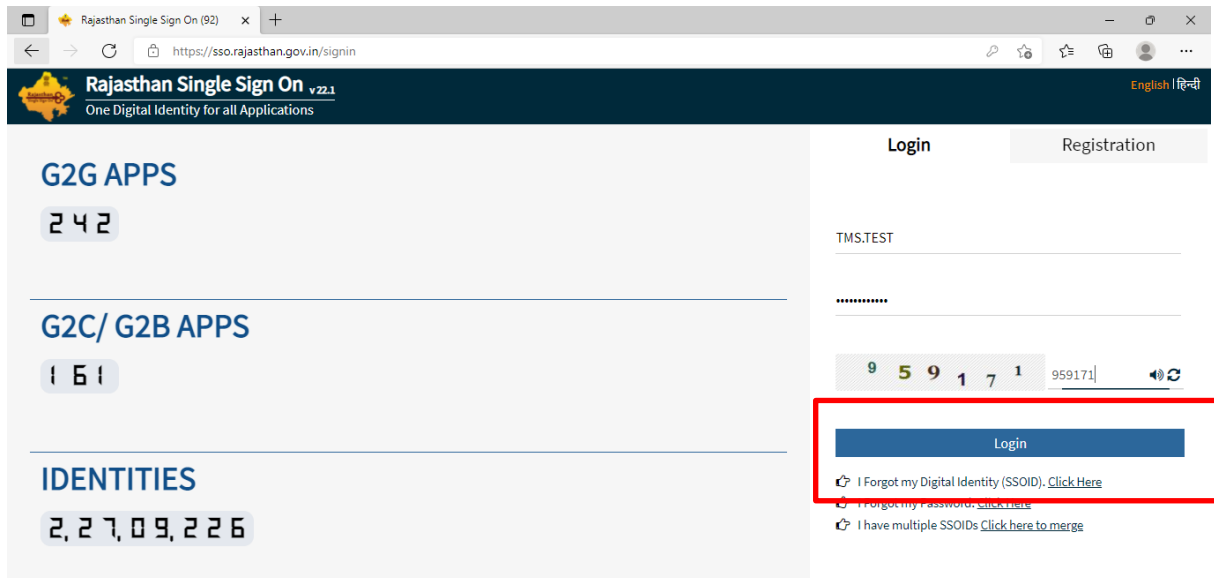 Rajasthan Single Sign On (92)
https://sso.rajasthan.gov.in/signin
Rajasthan Single Sign On v 22.1
One Digital Identity for all Applications
English | हिन्दी
G2G APPS
242
G2C/ G2B APPS
161
IDENTITIES
2,27,09,226
Login
Registration
TMS.TEST
••••••••••••
9 5 9 1 7 1
959171
Login
I Forgot my Digital Identity (SSOID). Click Here
I Forgot my Password. Click Here
I have multiple SSOIDs Click here to merge